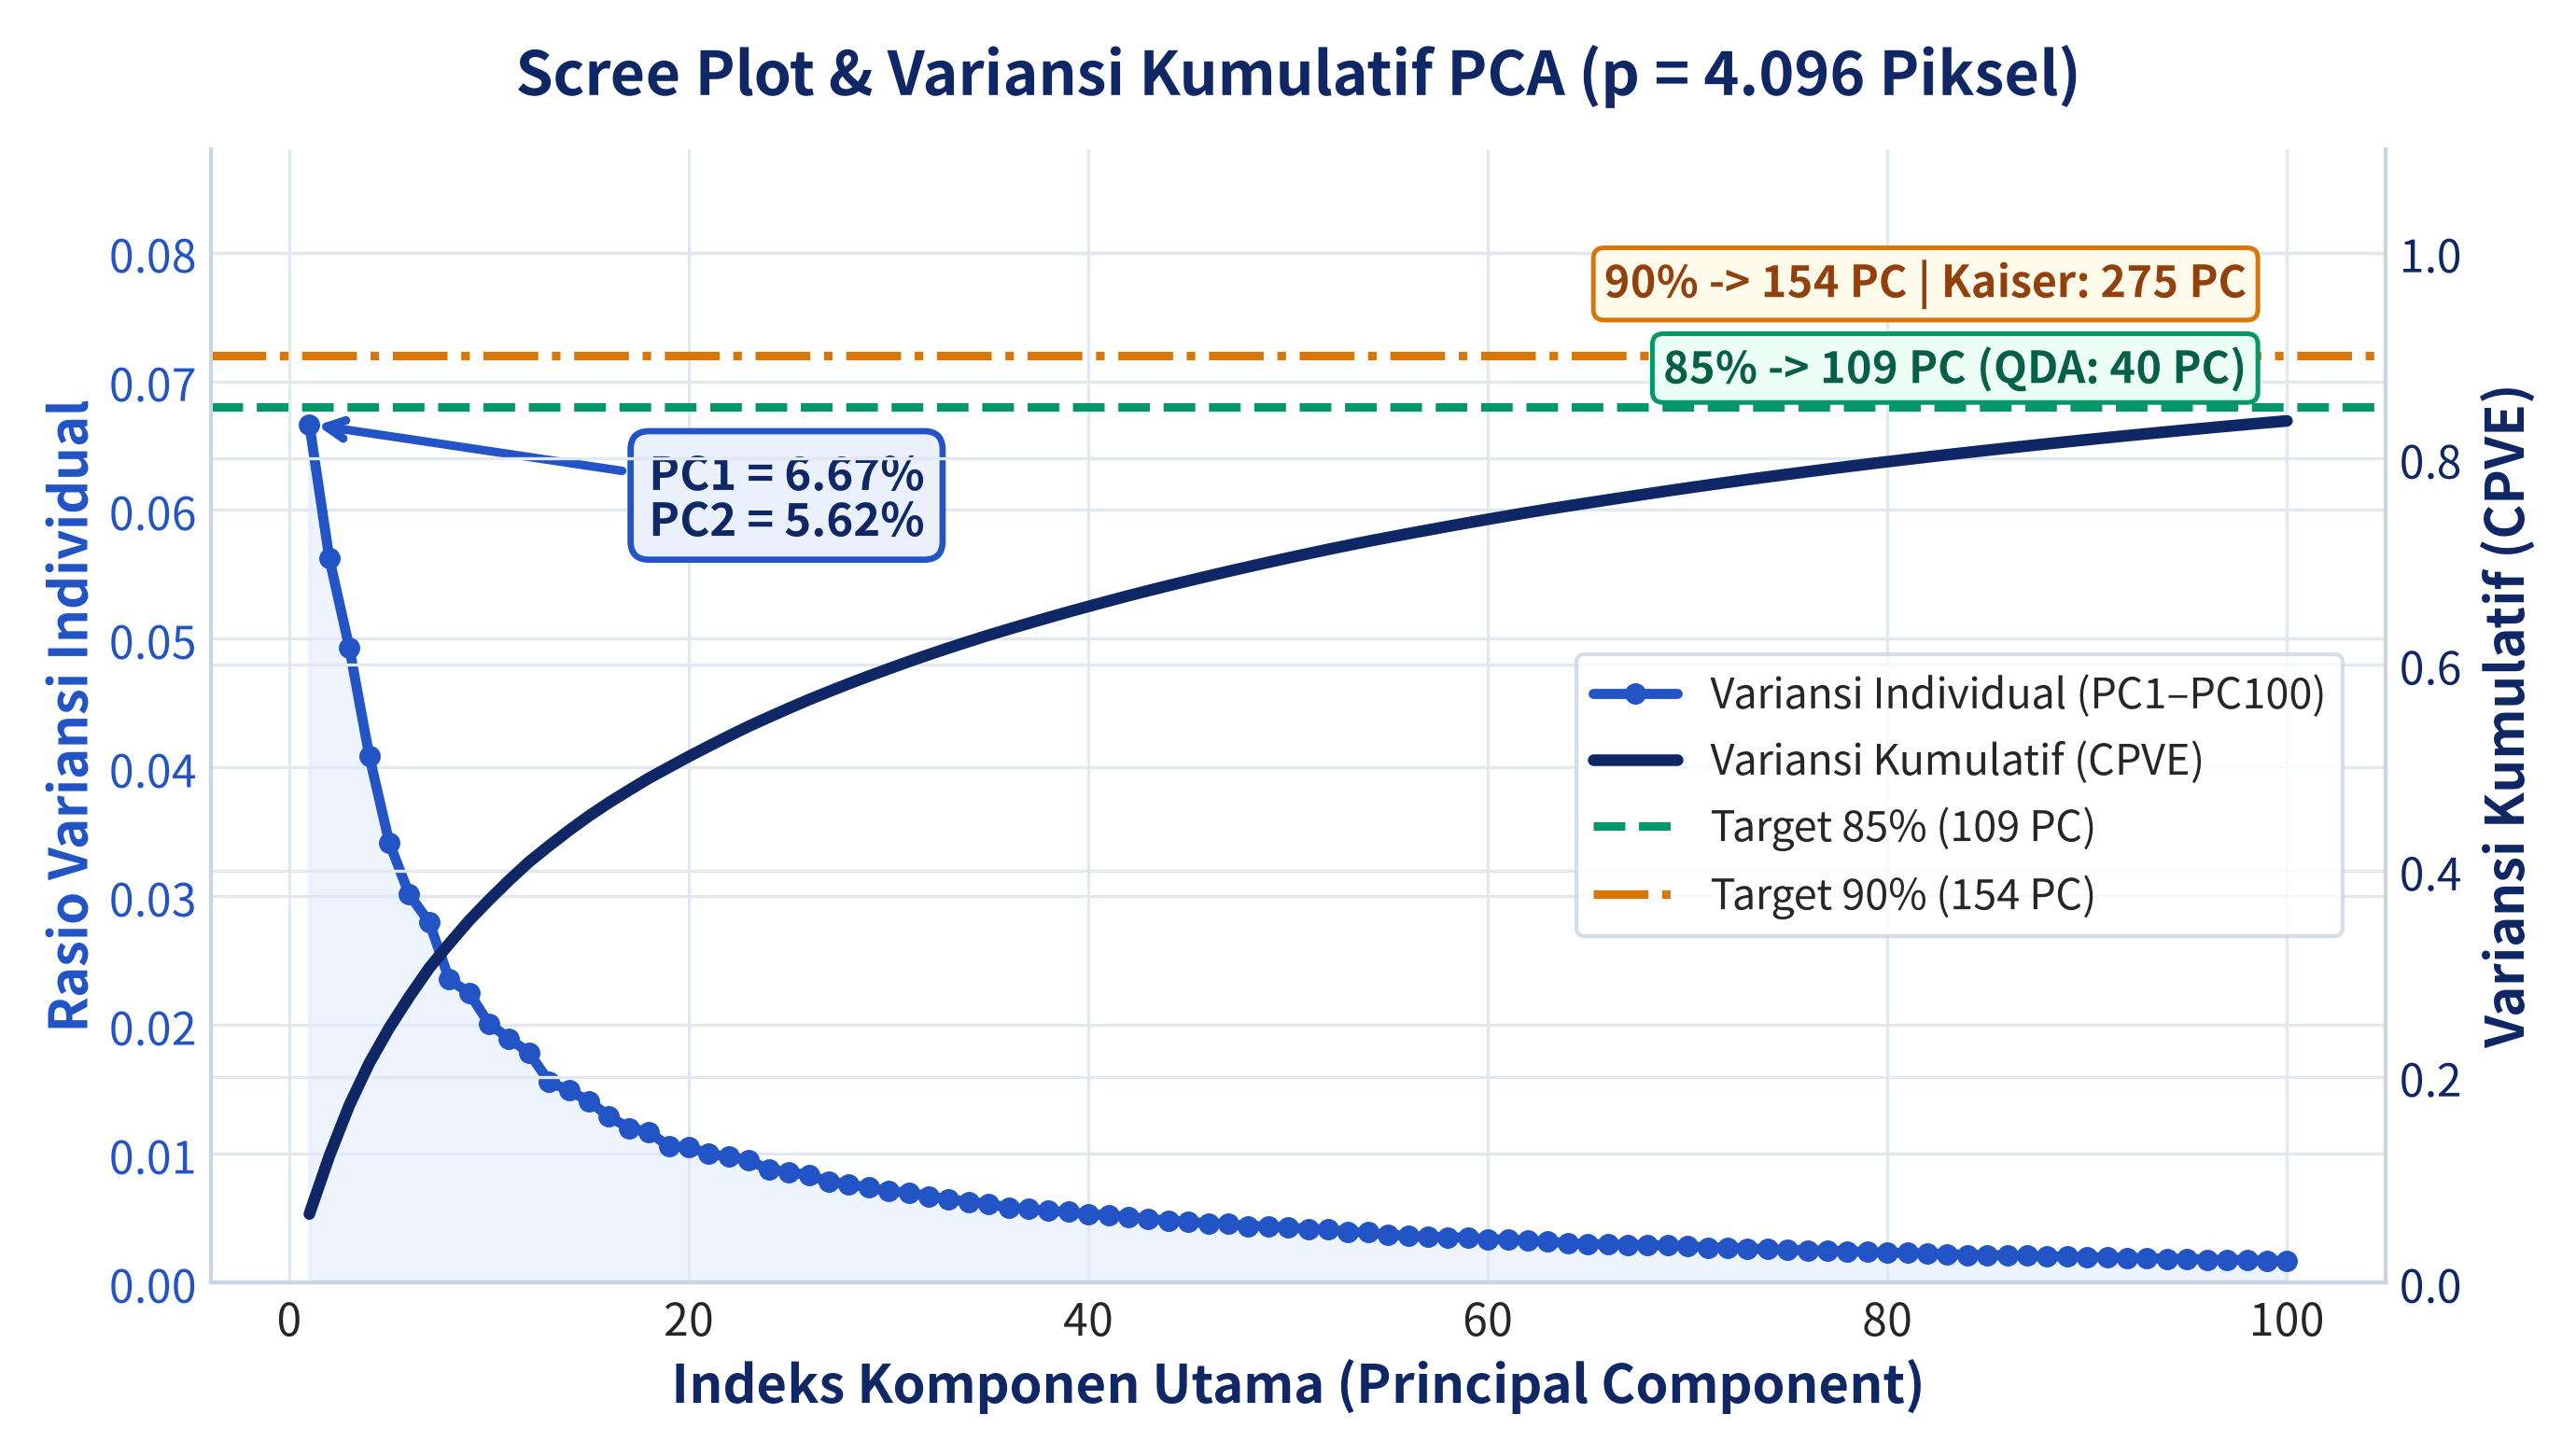 Scree Plot & Variansi Kumulatif PCA (p = 4.096 Piksel)
Rasio Variansi Individual
0.08
0.07
0.06
0.05
0.04
0.03
0.02
0.01
0.00
90% -> 154 PC | Kaiser: 275 PC
85% -> 109 PC (QDA: 40 PC)
PC1 = 6.67%
PC2 = 5.62%
Variansi Individual (PC1–PC100)
Variansi Kumulatif (CPVE)
Target 85% (109 PC)
Target 90% (154 PC)
1.0
0.8
0.6
0.4
0.2
0.0
Variansi Kumulatif (CPVE)
0 20 40 60 80 100
Indeks Komponen Utama (Principal Component)